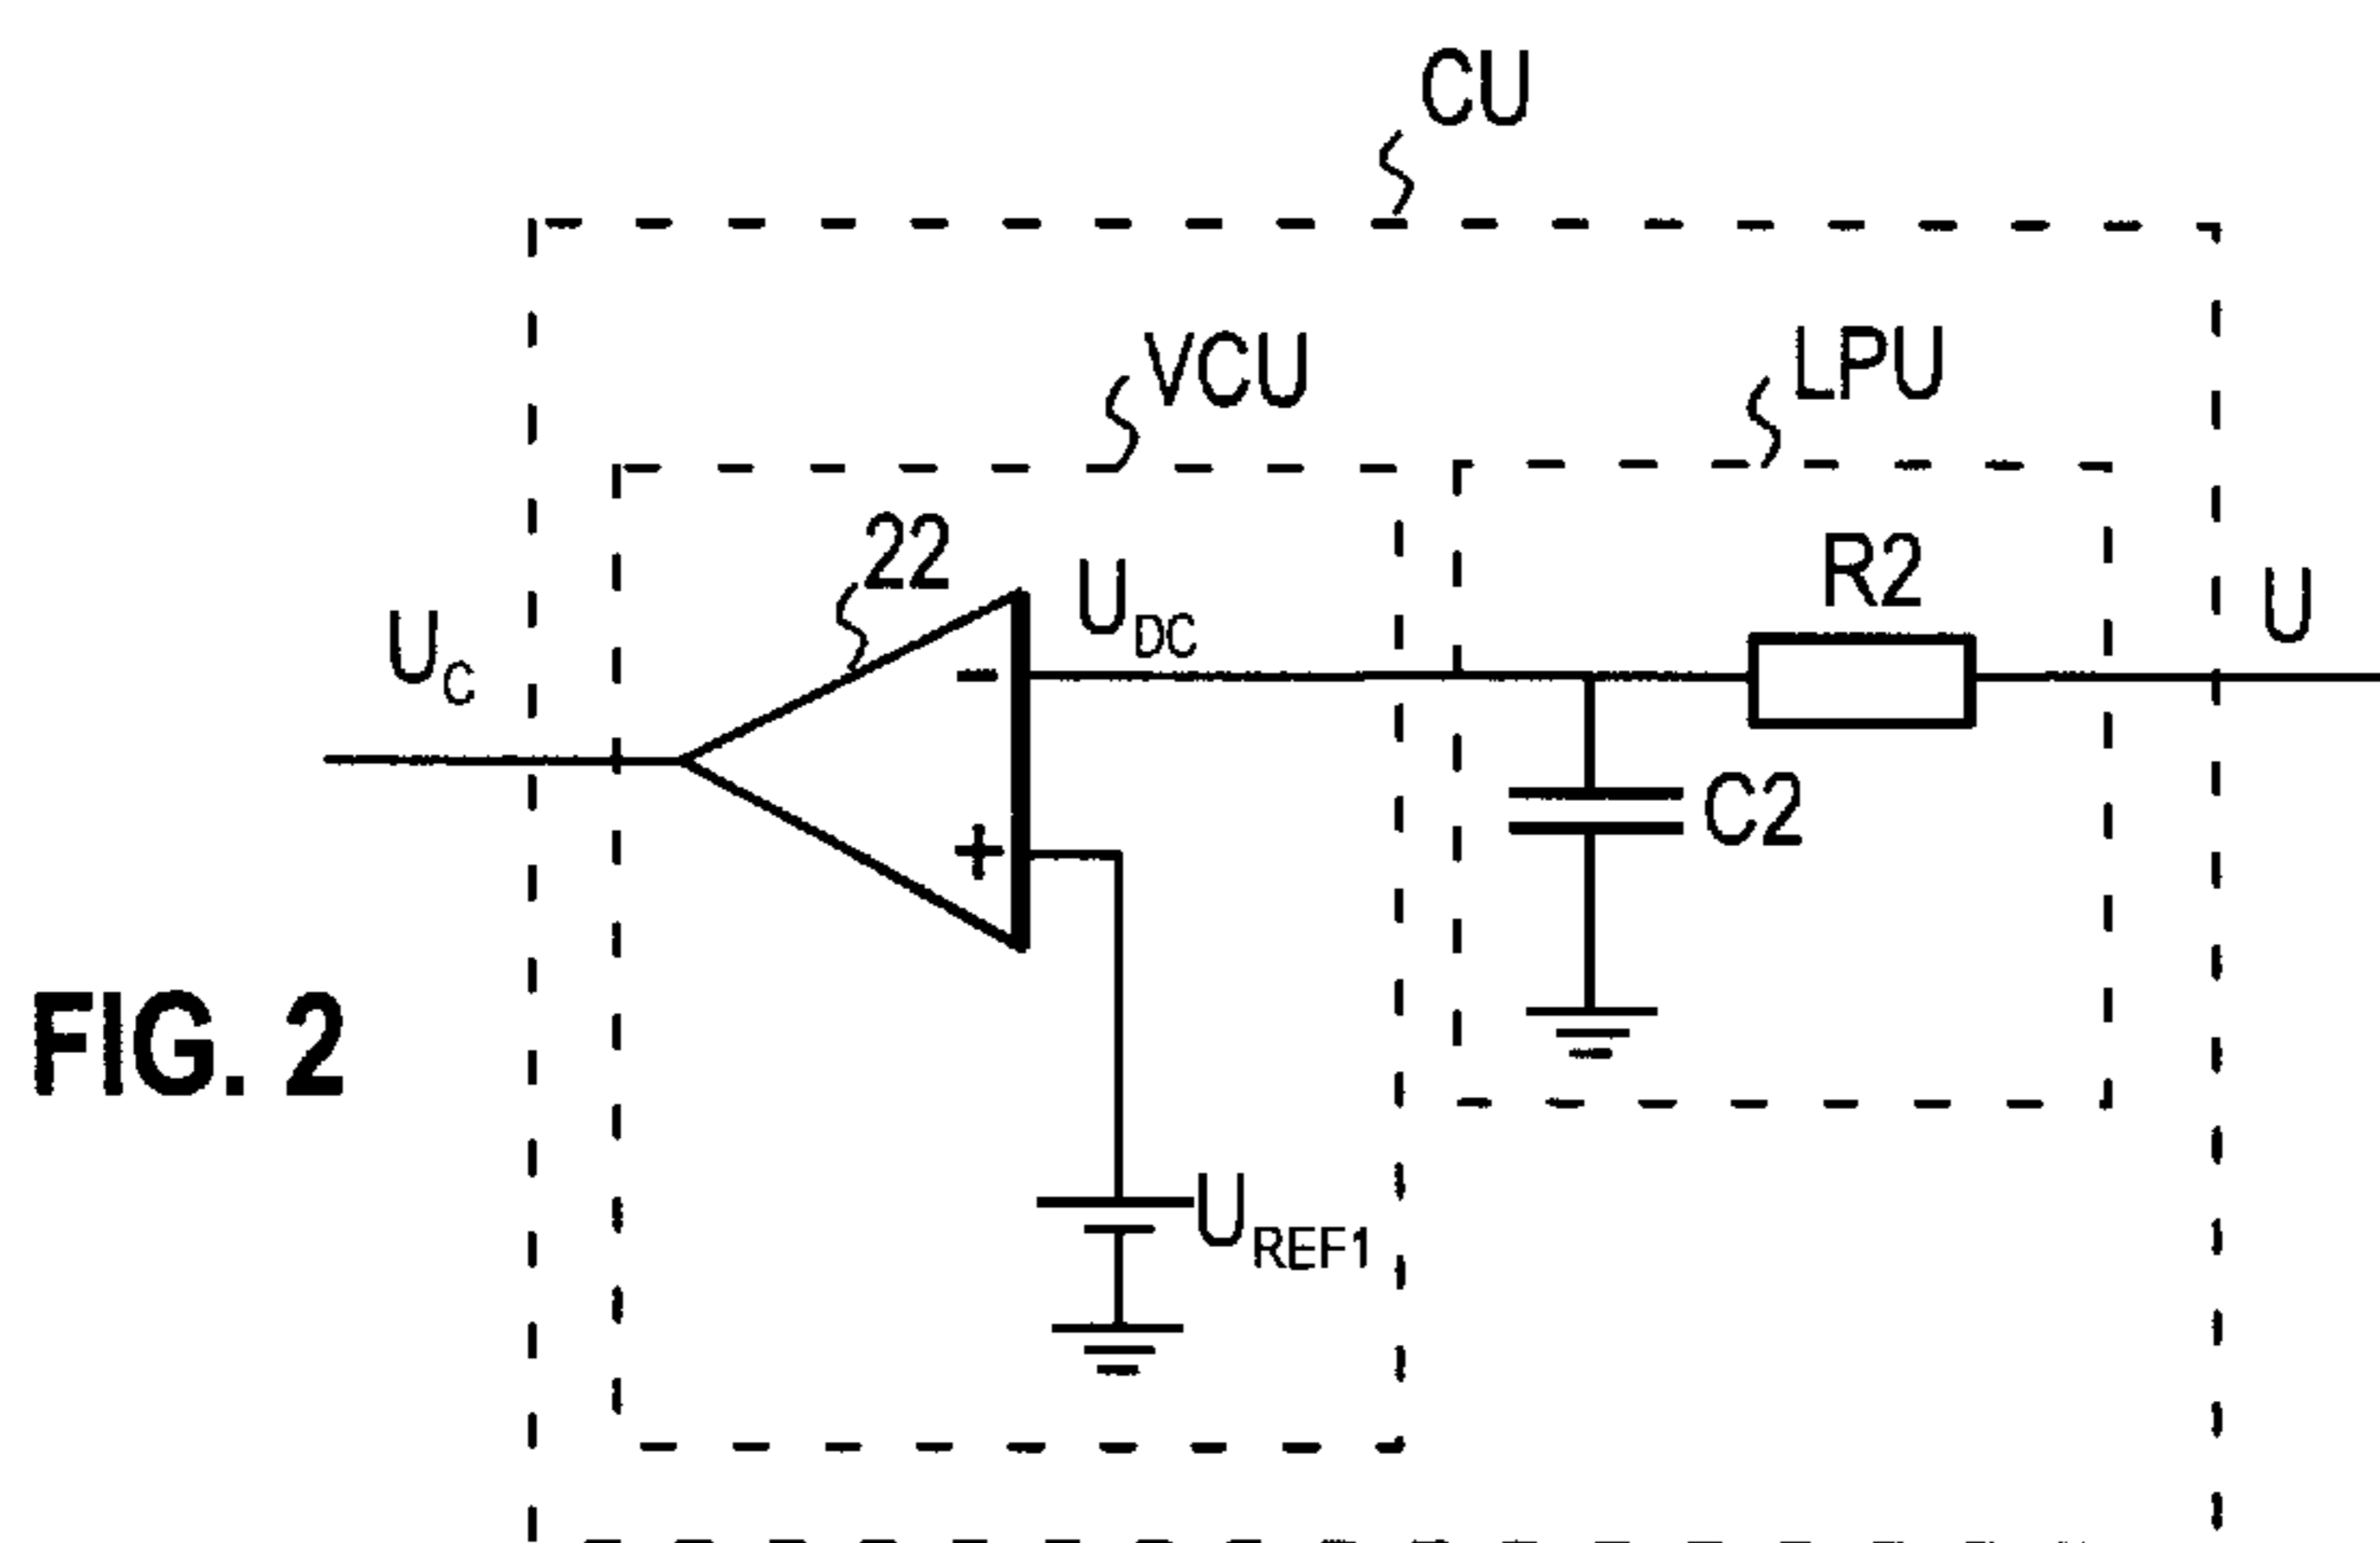 CU
VCU
LPU
22
U_DC
R2
U
U_C
-
+
C2
FIG. 2
U_REF1